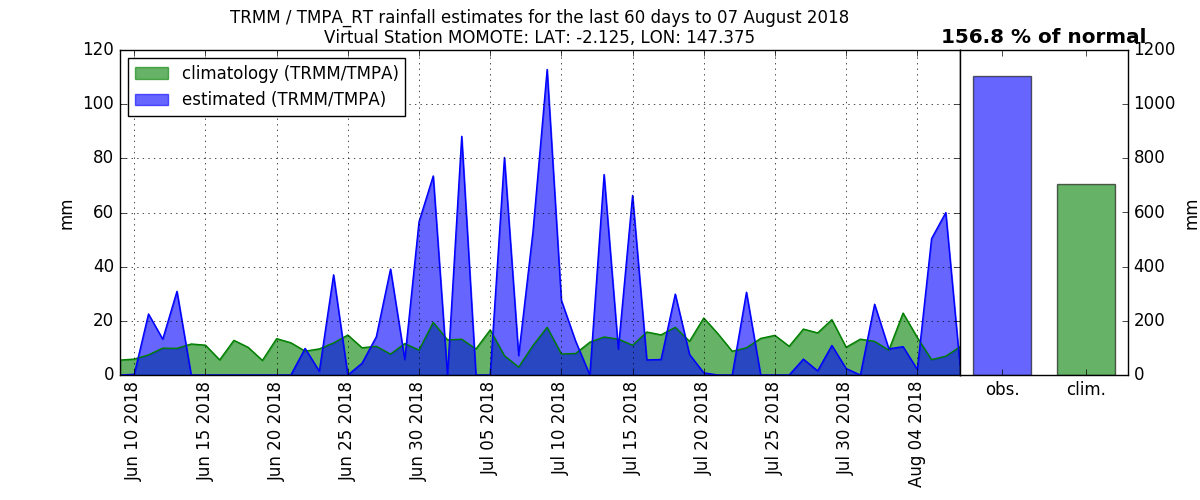 TRMM / TMPA_RT rainfall estimates for the last 60 days to 07 August 2018
Virtual Station MOMOTE: LAT: -2.125, LON: 147.375
156.8 % of normal
climatology (TRMM/TMPA)
estimated (TRMM/TMPA)
mm
120
100
80
60
40
20
0
Jun 10 2018
Jun 15 2018
Jun 20 2018
Jun 25 2018
Jun 30 2018
Jul 05 2018
Jul 10 2018
Jul 15 2018
Jul 20 2018
Jul 25 2018
Jul 30 2018
Aug 04 2018
obs.
clim.
1200
1000
800
600
400
200
0
mm